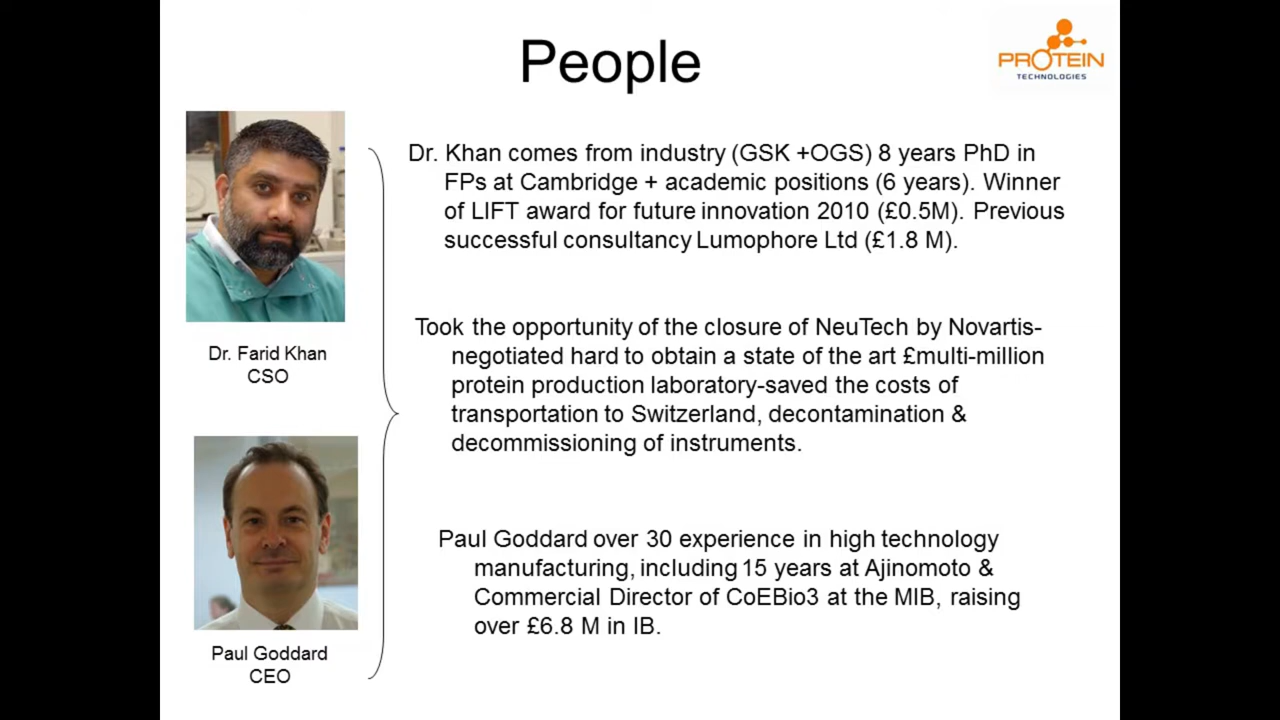 People
PROTEIN
TECHNOLOGIES
Dr. Khan comes from industry (GSK +OGS) 8 years PhD in
FPs at Cambridge + academic positions (6 years). Winner
of LIFT award for future innovation 2010 (£0.5M). Previous
successful consultancy Lumophore Ltd (£1.8 M).
Dr. Farid Khan
CSO
Took the opportunity of the closure of NeuTech by Novartis-
negotiated hard to obtain a state of the art £multi-million
protein production laboratory-saved the costs of
transportation to Switzerland, decontamination &
decommissioning of instruments.
Paul Goddard over 30 experience in high technology
manufacturing, including 15 years at Ajinomoto &
Commercial Director of CoEBio3 at the MIB, raising
over £6.8 M in IB.
Paul Goddard
CEO